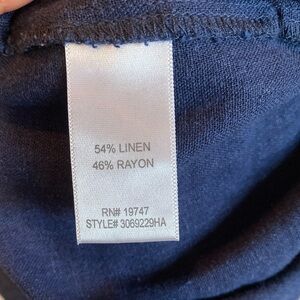 54% LINEN
46% RAYON
RN# 19747
STYLE# 3069229HA